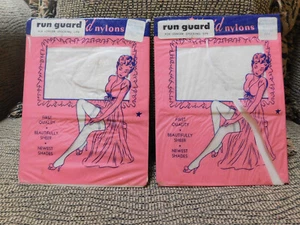 run guard
d nylons
FIRST
QUALITY
BEAUTIFULLY
SHEER
NEWEST
SHADES
run guard
d nylons
FIRST
QUALITY
BEAUTIFULLY
SHEER
NEWEST
SHADES